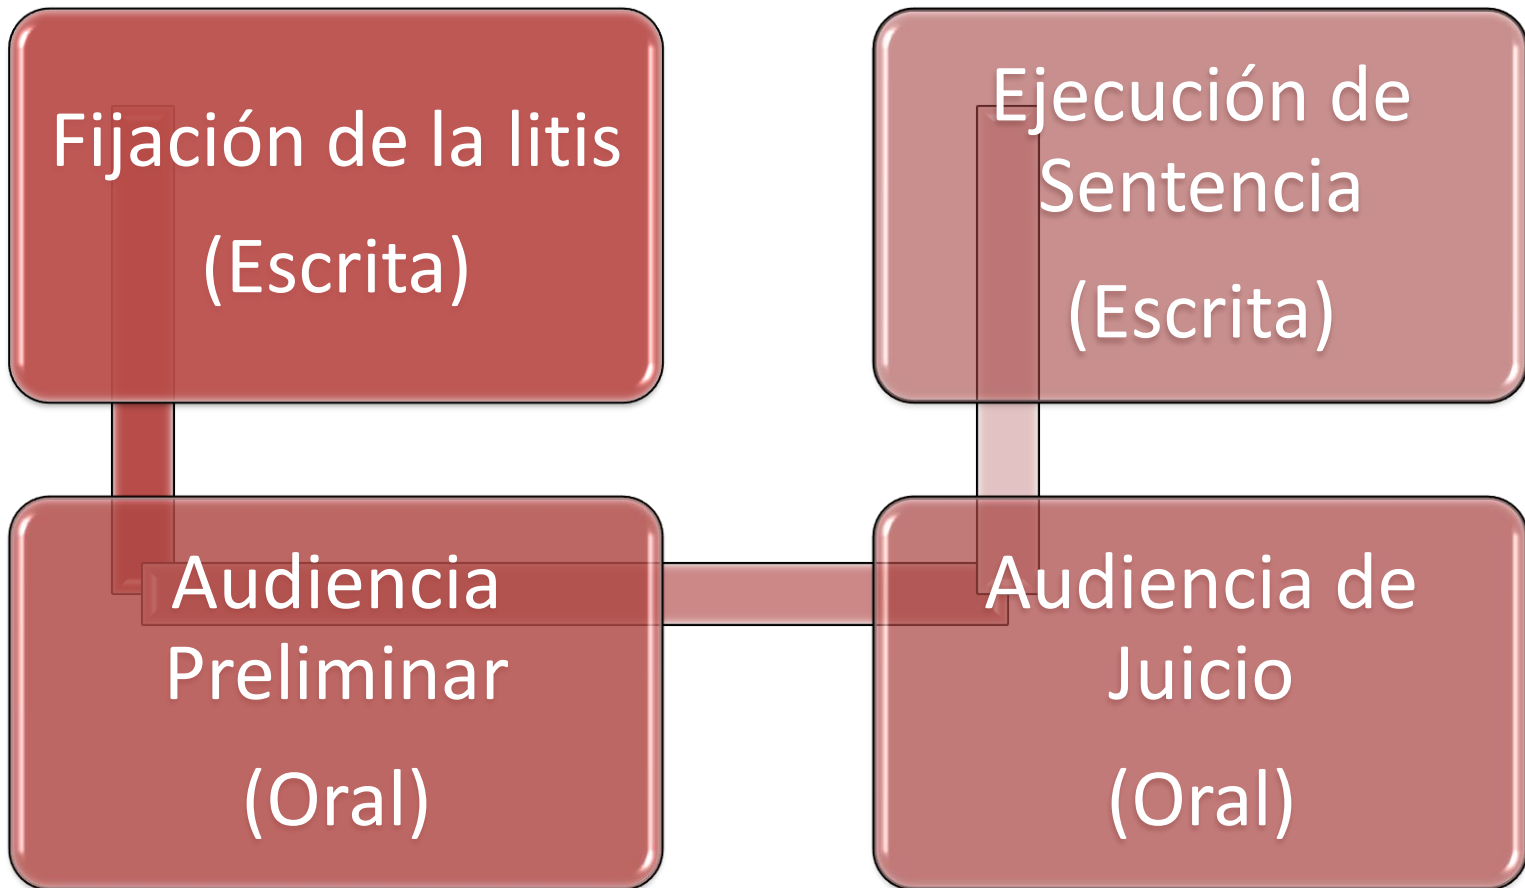 Fijación de la litis
(Escrita)
Audiencia
Preliminar
(Oral)
Audiencia de
Juicio
(Oral)
Ejecución de
Sentencia
(Escrita)